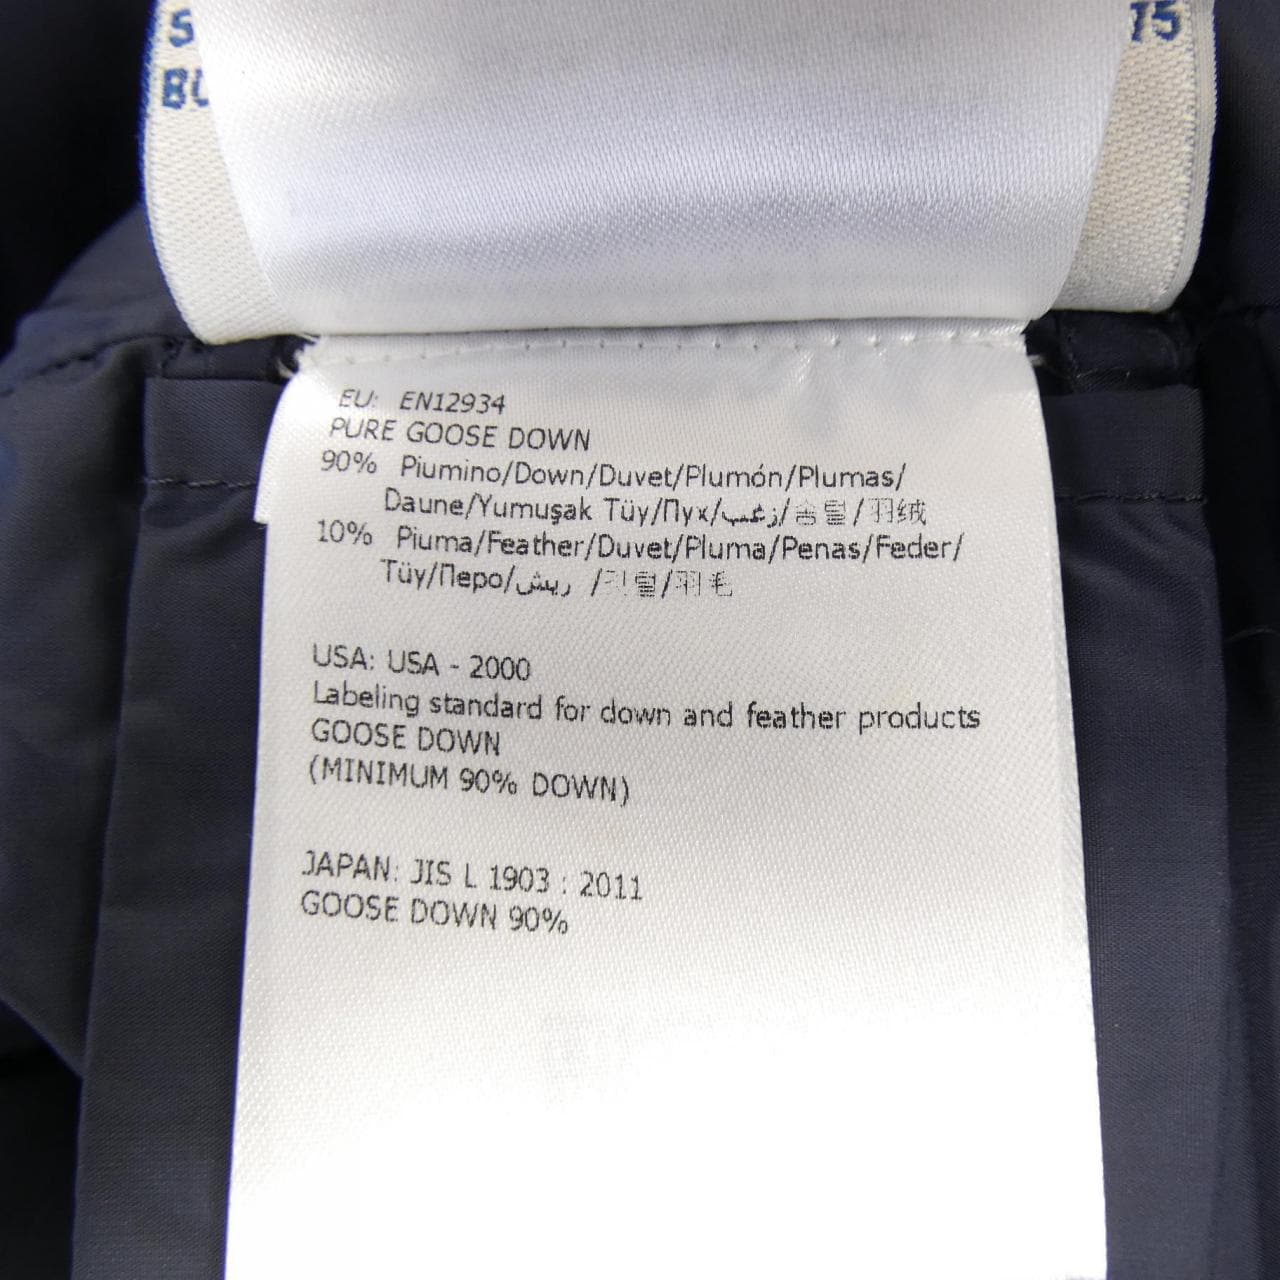 75
EU: EN12934
PURE GOOSE DOWN
90% Piumino/Down/Duvet/Plumón/Plumas/
Daune/Yumuşak Tüy/Пух/زغب/솜털/羽绒
10% Piuma/Feather/Duvet/Pluma/Penas/Feder/
Tüy/Перо/ريش /깃털/羽毛
USA: USA - 2000
Labeling standard for down and feather products
GOOSE DOWN
(MINIMUM 90% DOWN)
JAPAN: JIS L 1903 : 2011
GOOSE DOWN 90%